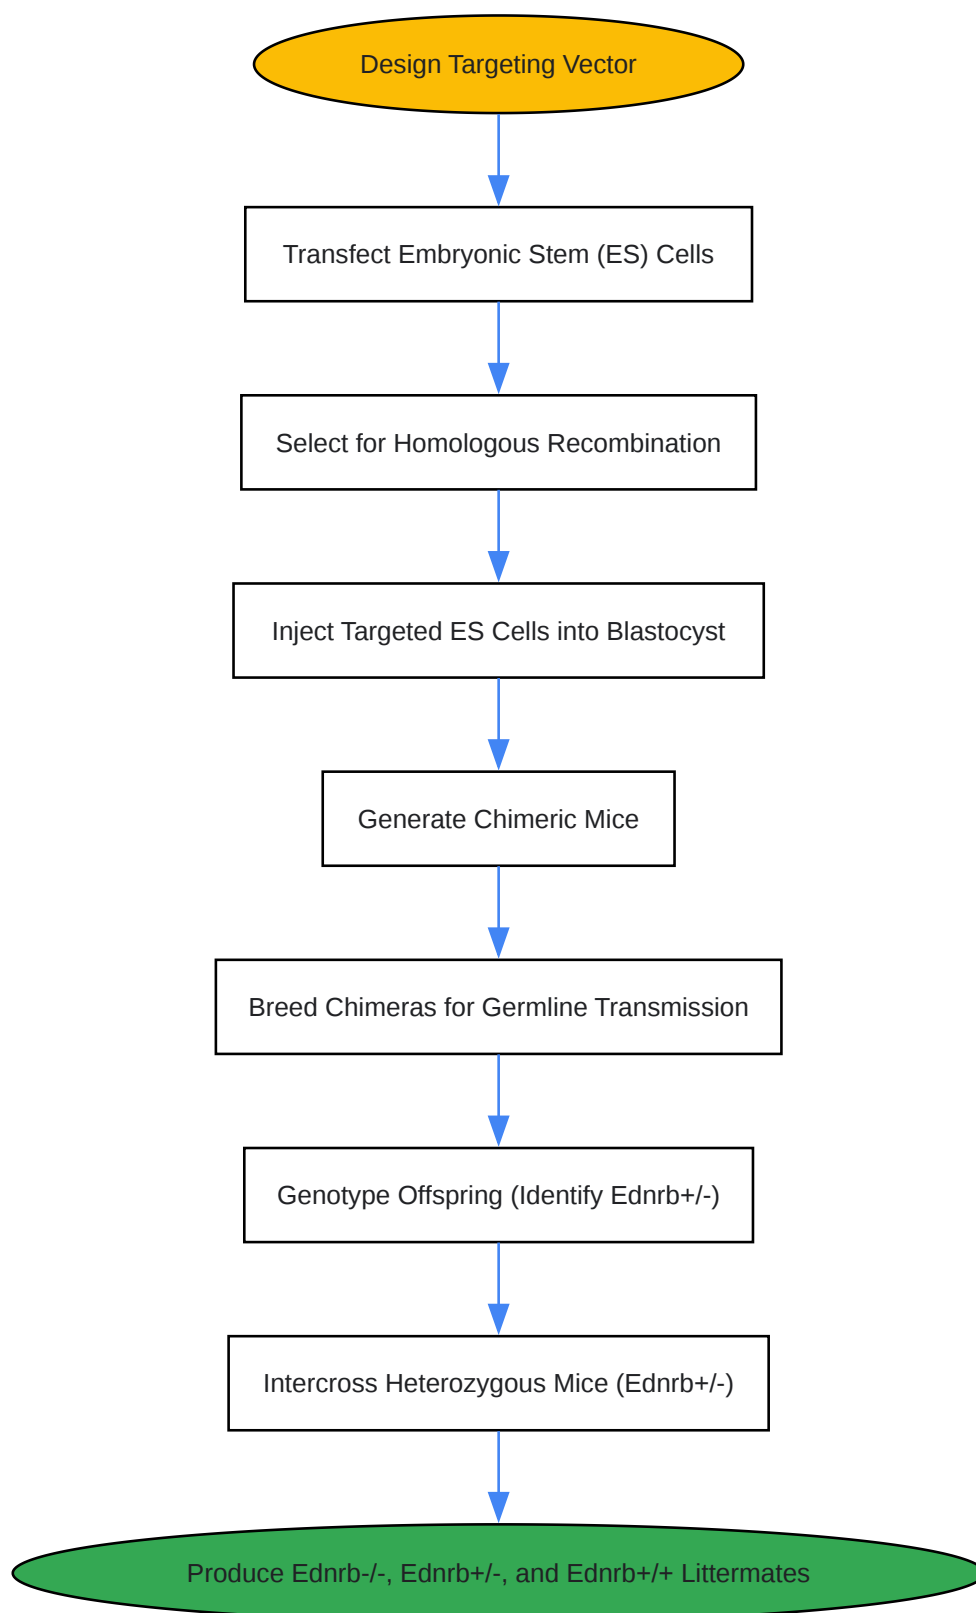 Design Targeting Vector
Transfect Embryonic Stem (ES) Cells
Select for Homologous Recombination
Inject Targeted ES Cells into Blastocyst
Generate Chimeric Mice
Breed Chimeras for Germline Transmission
Genotype Offspring (Identify Ednrb+/-)
Intercross Heterozygous Mice (Ednrb+/-)
Produce Ednrb-/-, Ednrb+/-, and Ednrb+/+ Littermates